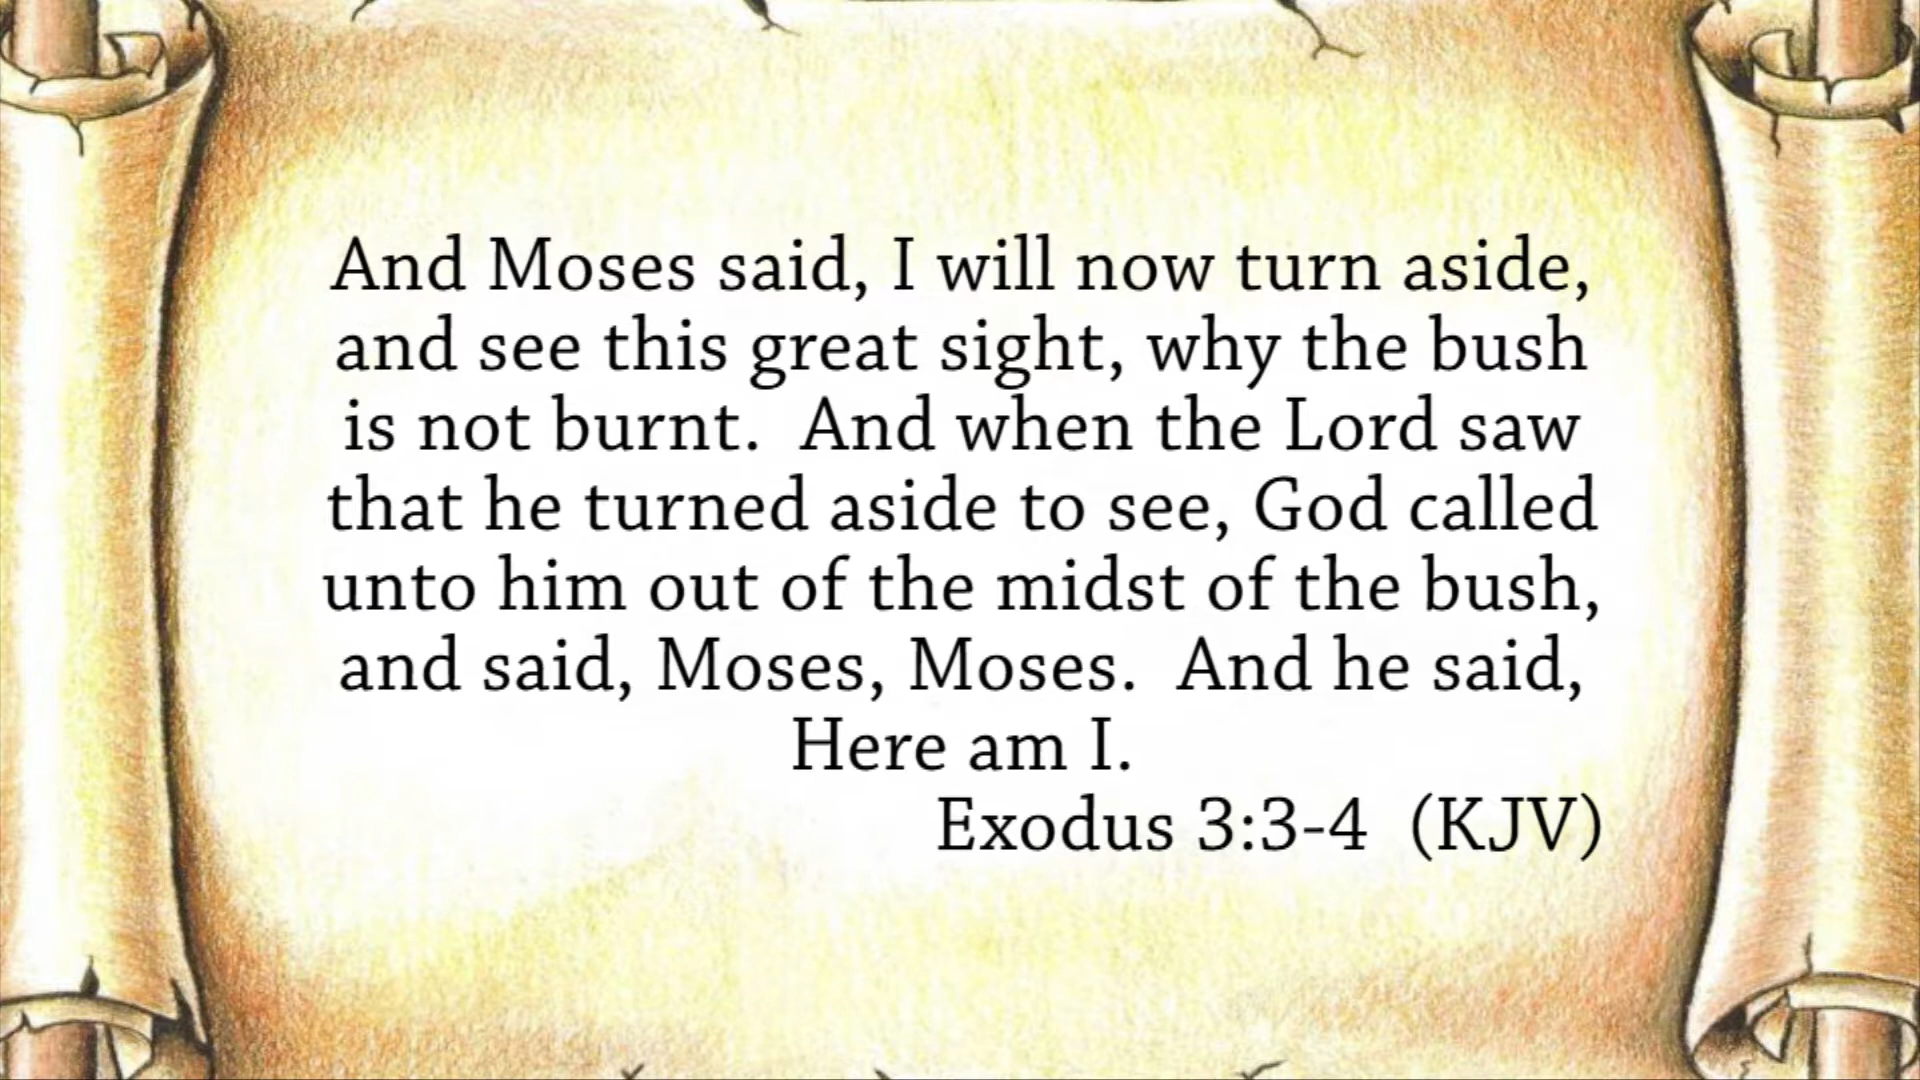 And Moses said, I will now turn aside,
and see this great sight, why the bush
is not burnt.  And when the Lord saw
that he turned aside to see, God called
unto him out of the midst of the bush,
and said, Moses, Moses.  And he said,
Here am I.
Exodus 3:3-4  (KJV)